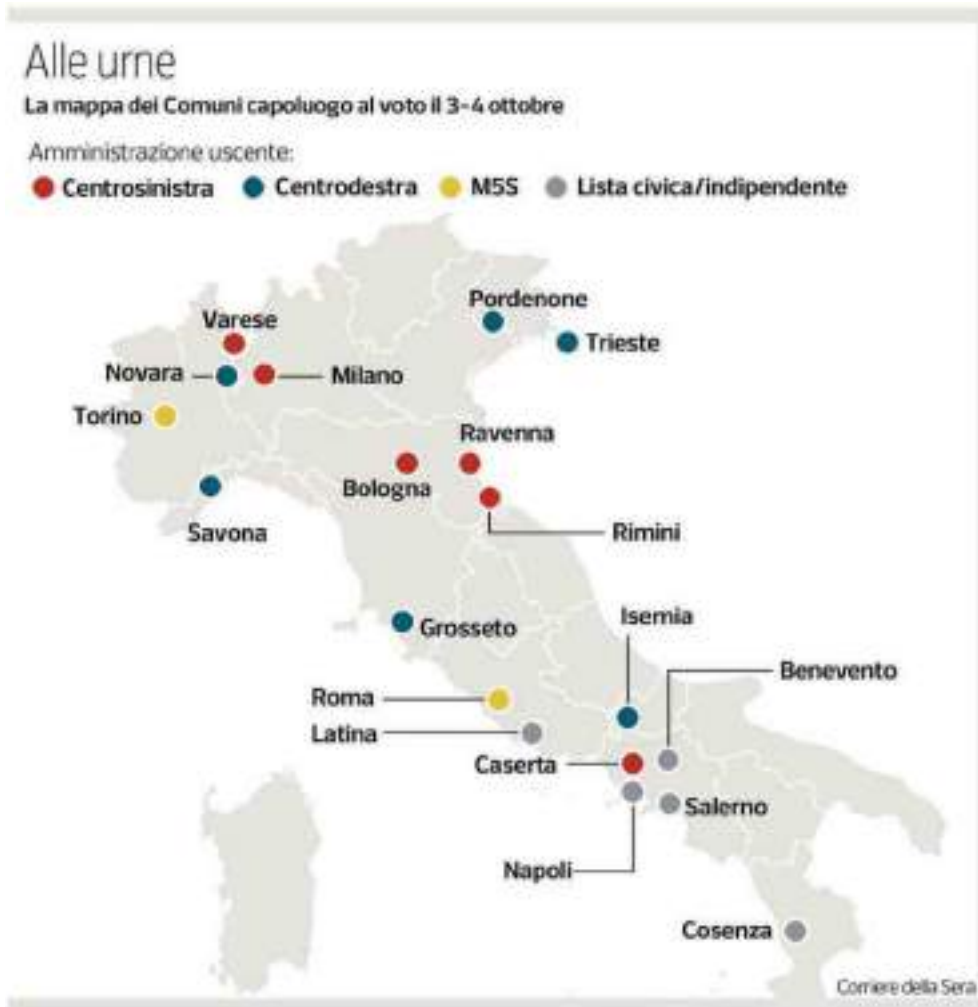 Alle urne
La mappa dei Comuni capoluogo al voto il 3-4 ottobre
Amministrazione uscente:
Centrosinistra Centrodestra M5S Lista civica/indipendente
Pordenone
Varese
Trieste
Novara
Milano
Torino
Ravenna
Bologna
Savona
Rimini
Isernia
Grosseto
Benevento
Roma
Latina
Caserta
Salerno
Napoli
Cosenza
Corriere della Sera